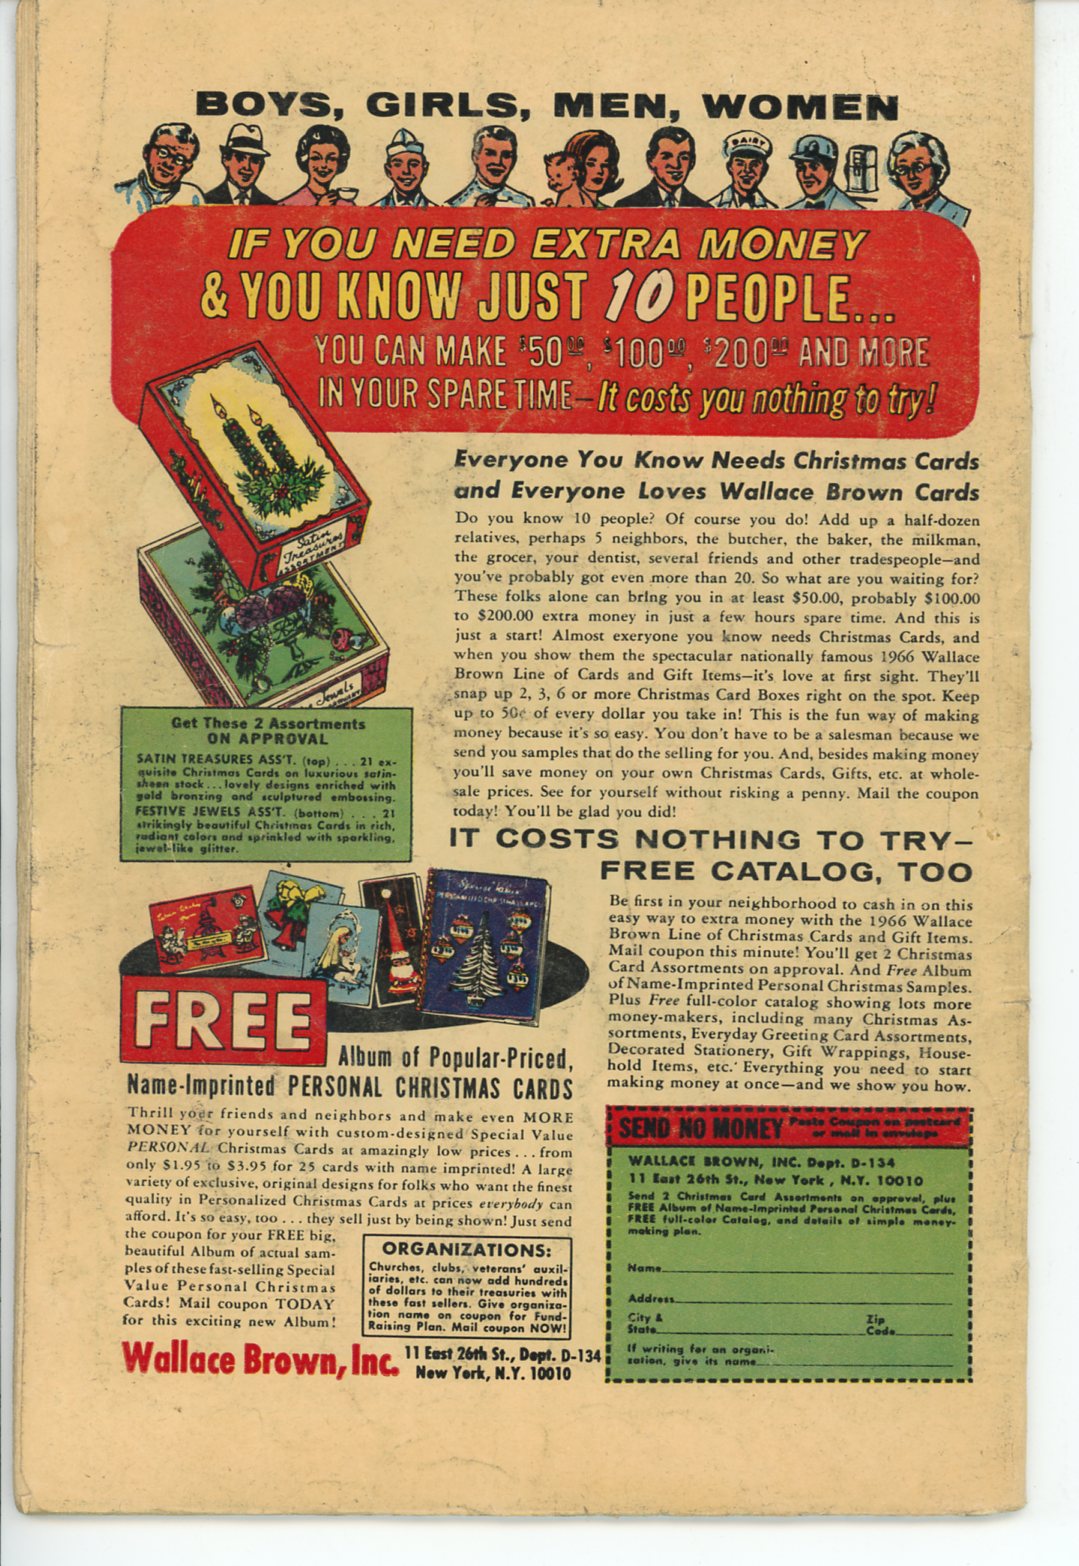 BOYS, GIRLS, MEN, WOMEN
DAIRY
IF YOU NEED EXTRA MONEY
& YOU KNOW JUST 10 PEOPLE...
YOU CAN MAKE $50.00, $100.00, $200.00 AND MORE
IN YOUR SPARE TIME—It costs you nothing to try!
Satin
Treasures
ASSORTMENT
Jewels
Everyone You Know Needs Christmas Cards
and Everyone Loves Wallace Brown Cards
Do you know 10 people? Of course you do! Add up a half-dozen
relatives, perhaps 5 neighbors, the butcher, the baker, the milkman,
the grocer, your dentist, several friends and other tradespeople—and
you've probably got even more than 20. So what are you waiting for?
These folks alone can bring you in at least $50.00, probably $100.00
to $200.00 extra money in just a few hours spare time. And this is
just a start! Almost exeryone you know needs Christmas Cards, and
when you show them the spectacular nationally famous 1966 Wallace
Brown Line of Cards and Gift Items—it's love at first sight. They'll
snap up 2, 3, 6 or more Christmas Card Boxes right on the spot. Keep
up to 50¢ of every dollar you take in! This is the fun way of making
money because it's so easy. You don't have to be a salesman because we
send you samples that do the selling for you. And, besides making money
you'll save money on your own Christmas Cards, Gifts, etc. at whole-
sale prices. See for yourself without risking a penny. Mail the coupon
today! You'll be glad you did!
Get These 2 Assortments
ON APPROVAL
SATIN TREASURES ASS'T. (top) . . . 21 ex-
quisite Christmas Cards on luxurious satin-
sheen stock . . . lovely designs enriched with
gold bronzing and sculptured embossing.
FESTIVE JEWELS ASS'T. (bottom) . . . . 21
strikingly beautiful Christmas Cards in rich,
radiant colors and sprinkled with sparkling,
jewel-like glitter.
IT COSTS NOTHING TO TRY—
FREE CATALOG, TOO
Be first in your neighborhood to cash in on this
easy way to extra money with the 1966 Wallace
Brown Line of Christmas Cards and Gift Items.
Mail coupon this minute! You'll get 2 Christmas
Card Assortments on approval. And Free Album
of Name-Imprinted Personal Christmas Samples.
Plus Free full-color catalog showing lots more
money-makers, including many Christmas As-
sortments, Everyday Greeting Card Assortments,
Decorated Stationery, Gift Wrappings, House-
hold Items, etc. Everything you need to start
making money at once—and we show you how.
Special Value
PERSONALIZED CHRISTMAS CARDS
FREE
Album of Popular-Priced,
Name-Imprinted PERSONAL CHRISTMAS CARDS
Thrill your friends and neighbors and make even MORE
MONEY for yourself with custom-designed Special Value
PERSONAL Christmas Cards at amazingly low prices . . . from
only $1.95 to $3.95 for 25 cards with name imprinted! A large
variety of exclusive, original designs for folks who want the finest
quality in Personalized Christmas Cards at prices everybody can
afford. It's so easy, too . . . they sell just by being shown! Just send
the coupon for your FREE big,
beautiful Album of actual sam-
ples of these fast-selling Special
Value Personal Christmas
Cards! Mail coupon TODAY
for this exciting new Album!
ORGANIZATIONS:
Churches, clubs, veterans' auxil-
iaries, etc. can now add hundreds
of dollars to their treasuries with
these fast sellers. Give organiza-
tion name on coupon for Fund-
Raising Plan. Mail coupon NOW!
Wallace Brown, Inc. 11 East 26th St., Dept. D-134
New York, N.Y. 10010
SEND NO MONEY Paste Coupon on postcard
or mail in envelope
WALLACE BROWN, INC. Dept. D-134
11 East 26th St., New York , N.Y. 10010
Send 2 Christmas Card Assortments on approval, plus
FREE Album of Name-Imprinted Personal Christmas Cards,
FREE full-color Catalog, and details of simple money-
making plan.
Name
Address
City & State Zip Code
If writing for an organi-
zation, give its name